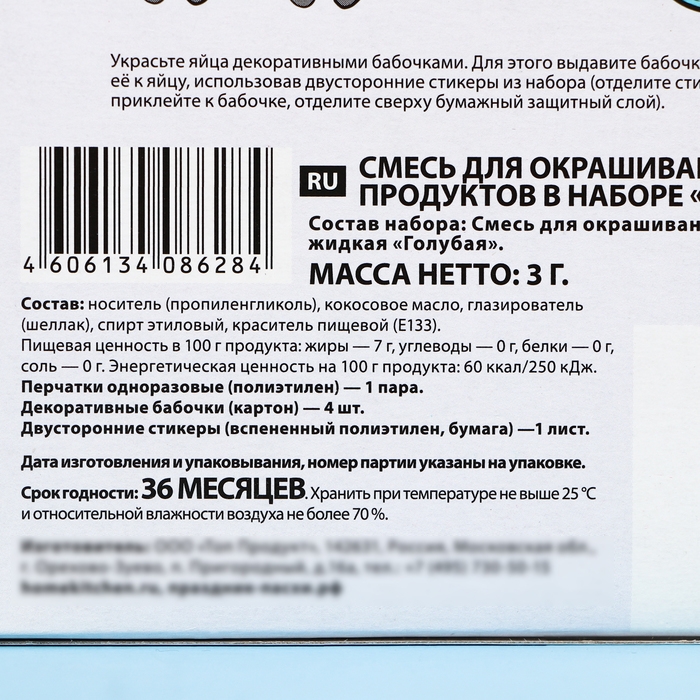 Украсьте яйца декоративными бабочками. Для этого выдавите
её к яйцу, использовав двусторонние стикеры из набора (отделите
приклейте к бабочке, отделите сверху бумажный защитный слой).
RU СМЕСЬ ДЛЯ
ПРОДУКТОВ В НАБОРЕ «
Состав набора: Смесь для
жидкая «Голубая».
МАССА НЕТТО: 3 Г.
4 606134 086284
Состав: носитель (пропиленгликоль), кокосовое масло, глазирователь
(шеллак), спирт этиловый, краситель пищевой (Е133).
Пищевая ценность в 100 г продукта: жиры — 7 г, углеводы — 0 г, белки — 0 г,
соль — 0 г. Энергетическая ценность на 100 г продукта: 60 ккал/250 кДж.
Перчатки одноразовые (полиэтилен) — 1 пара.
Декоративные бабочки (картон) — 4 шт.
Двусторонние стикеры (вспененный полиэтилен, бумага) —1 лист.
Дата изготовления и упаковывания, номер партии указаны на упаковке.
Срок годности: 36 МЕСЯЦЕВ. Хранить при температуре не выше 25 °С
и относительной влажности воздуха не более 70 %.